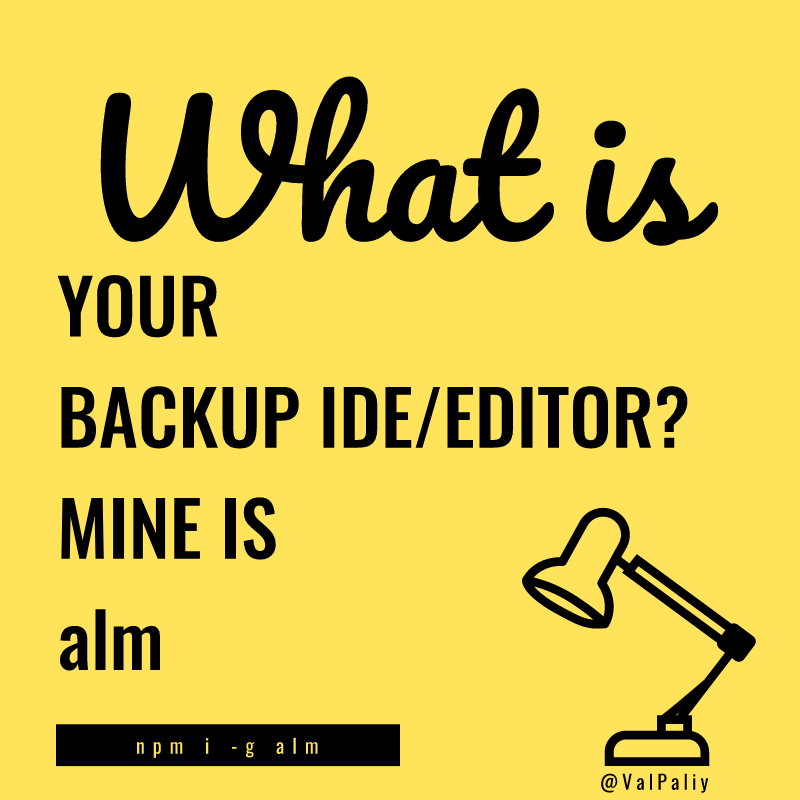 What is
YOUR
BACKUP IDE/EDITOR?
MINE IS
alm
npm i -g alm
@ValPaliy